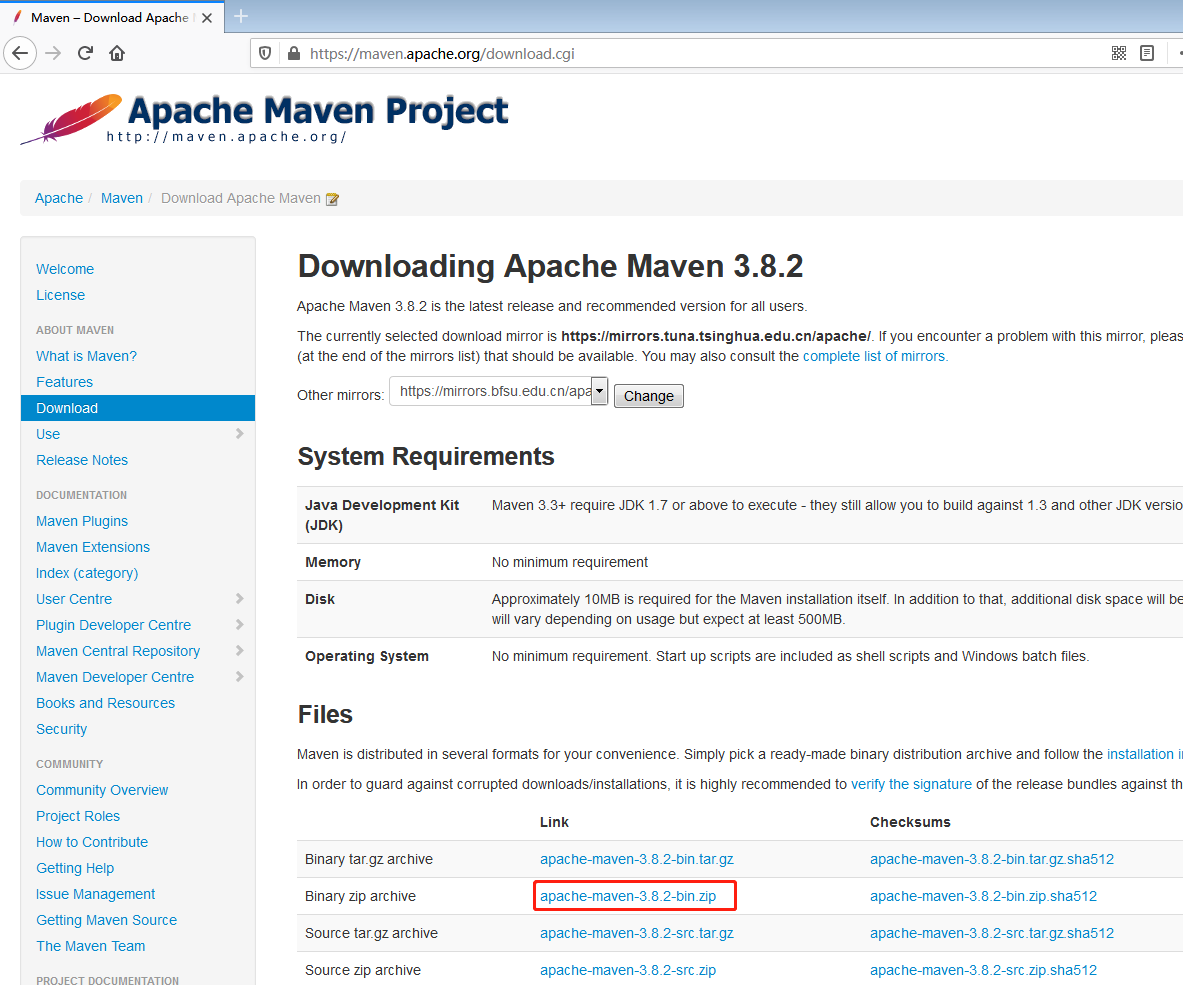 Maven – Download Apache
https://maven.apache.org/download.cgi
Apache Maven Project
http://maven.apache.org/
Apache / Maven / Download Apache Maven
Welcome
License
ABOUT MAVEN
What is Maven?
Features
Download
Use
Release Notes
DOCUMENTATION
Maven Plugins
Maven Extensions
Index (category)
User Centre
Plugin Developer Centre
Maven Central Repository
Maven Developer Centre
Books and Resources
Security
COMMUNITY
Community Overview
Project Roles
How to Contribute
Getting Help
Issue Management
Getting Maven Source
The Maven Team
PROJECT DOCUMENTATION
Downloading Apache Maven 3.8.2
Apache Maven 3.8.2 is the latest release and recommended version for all users.
The currently selected download mirror is https://mirrors.tuna.tsinghua.edu.cn/apache/. If you encounter a problem with this mirror, pleas
(at the end of the mirrors list) that should be available. You may also consult the complete list of mirrors.
Other mirrors: https://mirrors.bfsu.edu.cn/apa Change
System Requirements
Java Development Kit (JDK) Maven 3.3+ require JDK 1.7 or above to execute - they still allow you to build against 1.3 and other JDK versio
Memory No minimum requirement
Disk Approximately 10MB is required for the Maven installation itself. In addition to that, additional disk space will be
will vary depending on usage but expect at least 500MB.
Operating System No minimum requirement. Start up scripts are included as shell scripts and Windows batch files.
Files
Maven is distributed in several formats for your convenience. Simply pick a ready-made binary distribution archive and follow the installation i
In order to guard against corrupted downloads/installations, it is highly recommended to verify the signature of the release bundles against th
Link Checksums
Binary tar.gz archive apache-maven-3.8.2-bin.tar.gz apache-maven-3.8.2-bin.tar.gz.sha512
Binary zip archive apache-maven-3.8.2-bin.zip apache-maven-3.8.2-bin.zip.sha512
Source tar.gz archive apache-maven-3.8.2-src.tar.gz apache-maven-3.8.2-src.tar.gz.sha512
Source zip archive apache-maven-3.8.2-src.zip apache-maven-3.8.2-src.zip.sha512